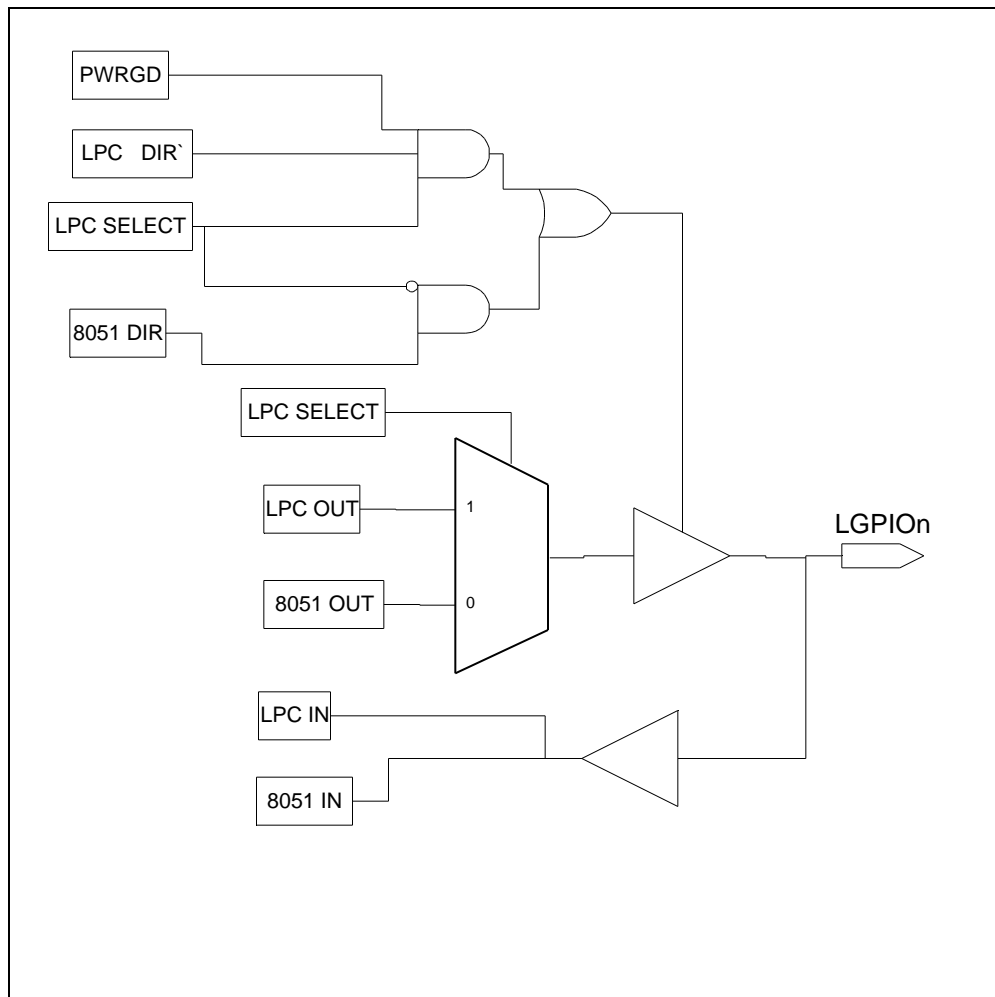 PWRGD
LPC DIR`
LPC SELECT
8051 DIR
LPC SELECT
LPC OUT
1
LGPIOn
8051 OUT
0
LPC IN
8051 IN